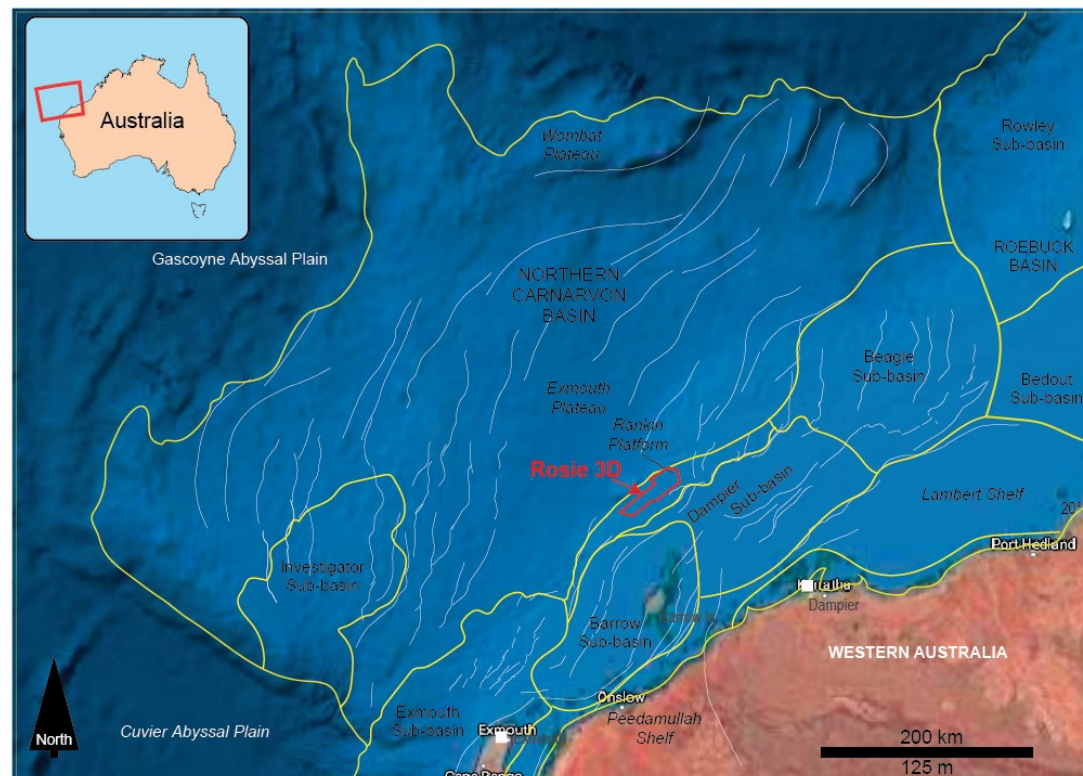 Australia
Gascoyne Abyssal Plain
Wombat
Plateau
Rowley
Sub-basin
ROEBUCK
BASIN
NORTHERN
CARNARVON
BASIN
Beagle
Sub-basin
Bedout
Sub-basin
Exmouth
Plateau
Rankin
Platform
Rosie 3D
Dampier
Sub-basin
Lambert Shelf
20°
Port Hedland
Investigator
Sub-basin
Dampier
Barrow
Sub-basin
WESTERN AUSTRALIA
Onslow
Peedamullah
Shelf
Exmouth
Sub-basin
Exmouth
North
Cuvier Abyssal Plain
200 km
125 m